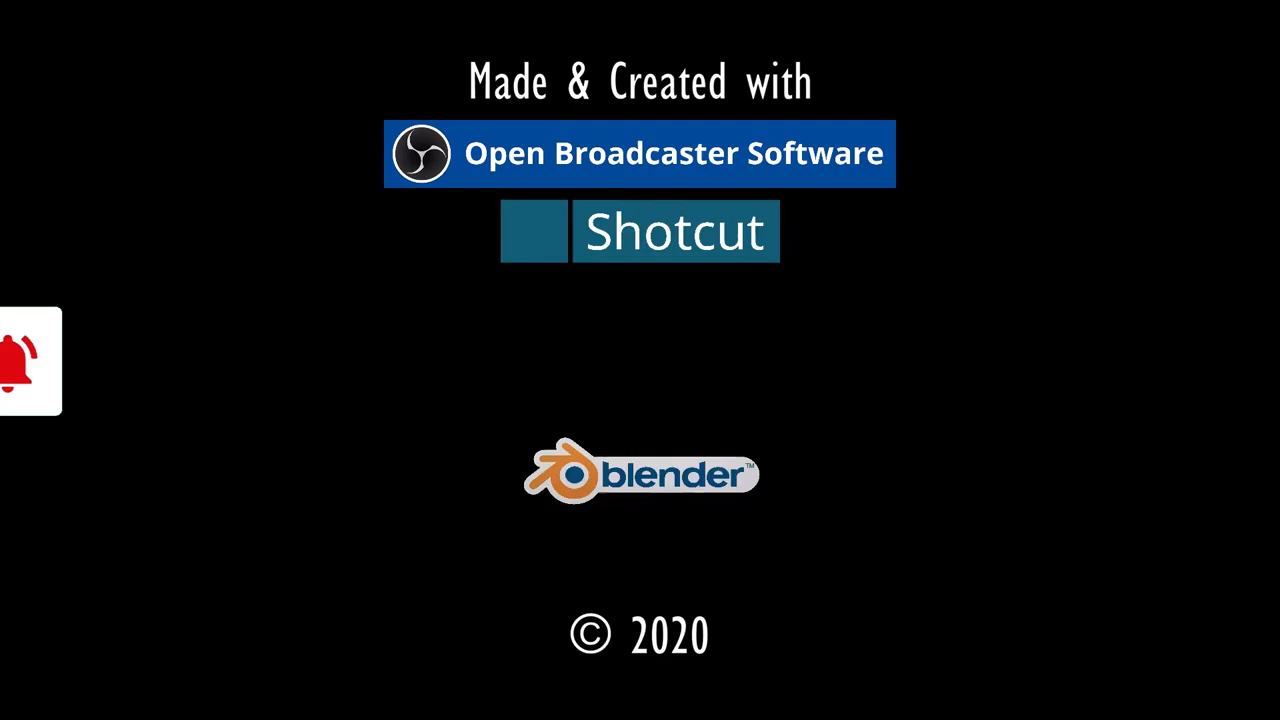 Made & Created with
Open Broadcaster Software
Shotcut
blender™
© 2020